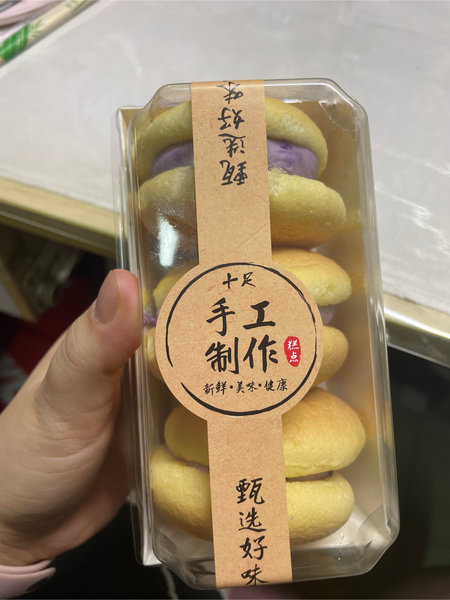 甄选好味
十足
手工
制作
糕点
新鲜·美味·健康
甄选好味